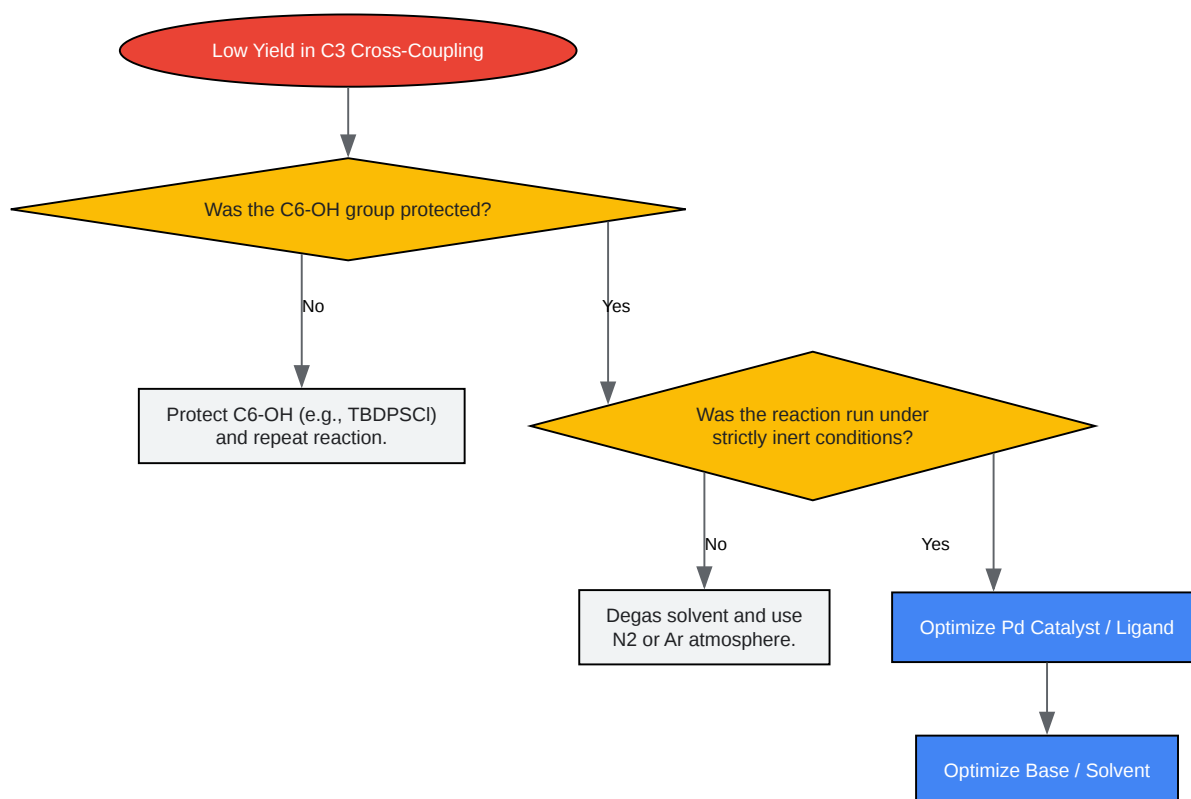 Low Yield in C3 Cross-Coupling
Was the C6-OH group protected?
No
Yes
Protect C6-OH (e.g., TBDPSCl)
and repeat reaction.
Was the reaction run under
strictly inert conditions?
No
Yes
Degas solvent and use
N2 or Ar atmosphere.
Optimize Pd Catalyst / Ligand
Optimize Base / Solvent